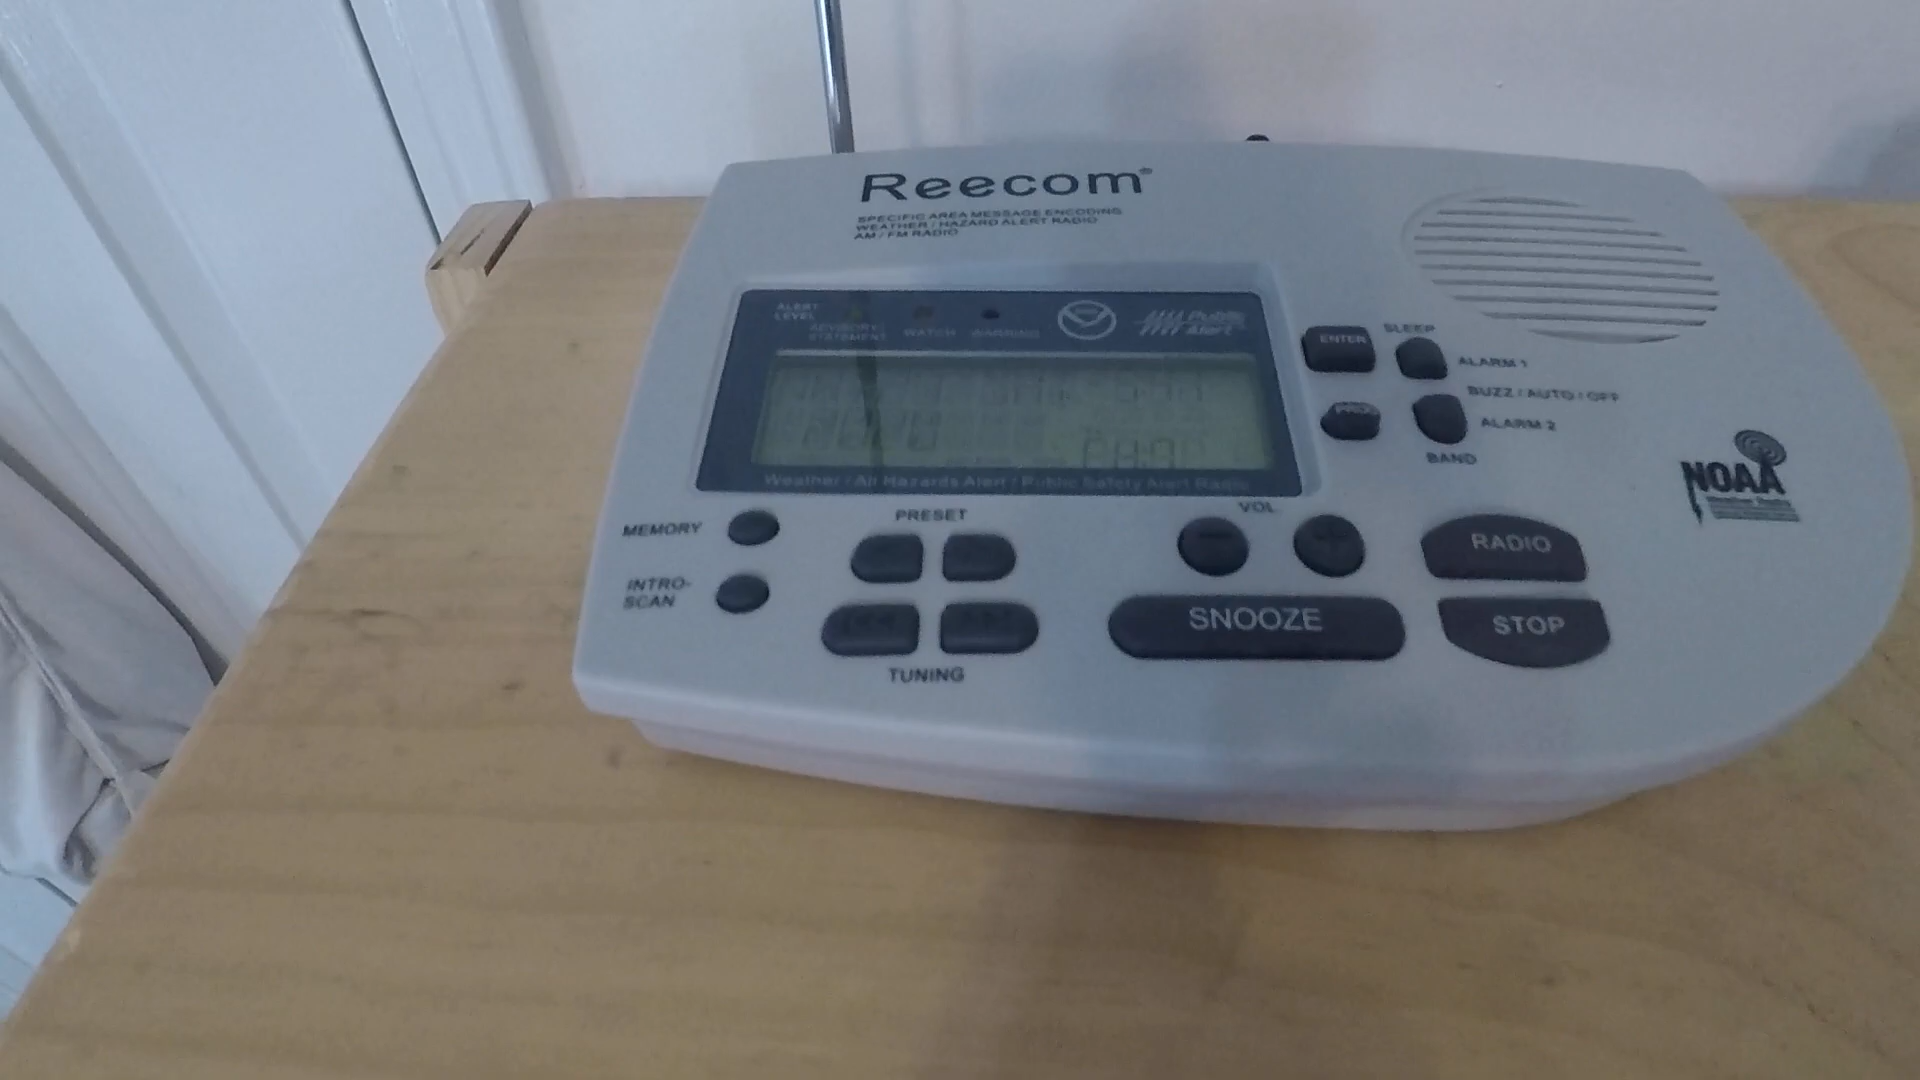 Reecom®
SPECIFIC AREA MESSAGE ENCODING
WEATHER / HAZARD ALERT RADIO
AM / FM RADIO
ALERT
LEVEL
ADVISORY/
STATEMENT
WATCH
WARNING
Public
Alert
Weather / All Hazards Alert / Public Safety Alert Radio
ENTER
SLEEP
ALARM 1
BUZZ / AUTO / OFF
PROG
ALARM 2
BAND
NOAA
MEMORY
PRESET
VOL
INTRO-
SCAN
TUNING
SNOOZE
RADIO
STOP